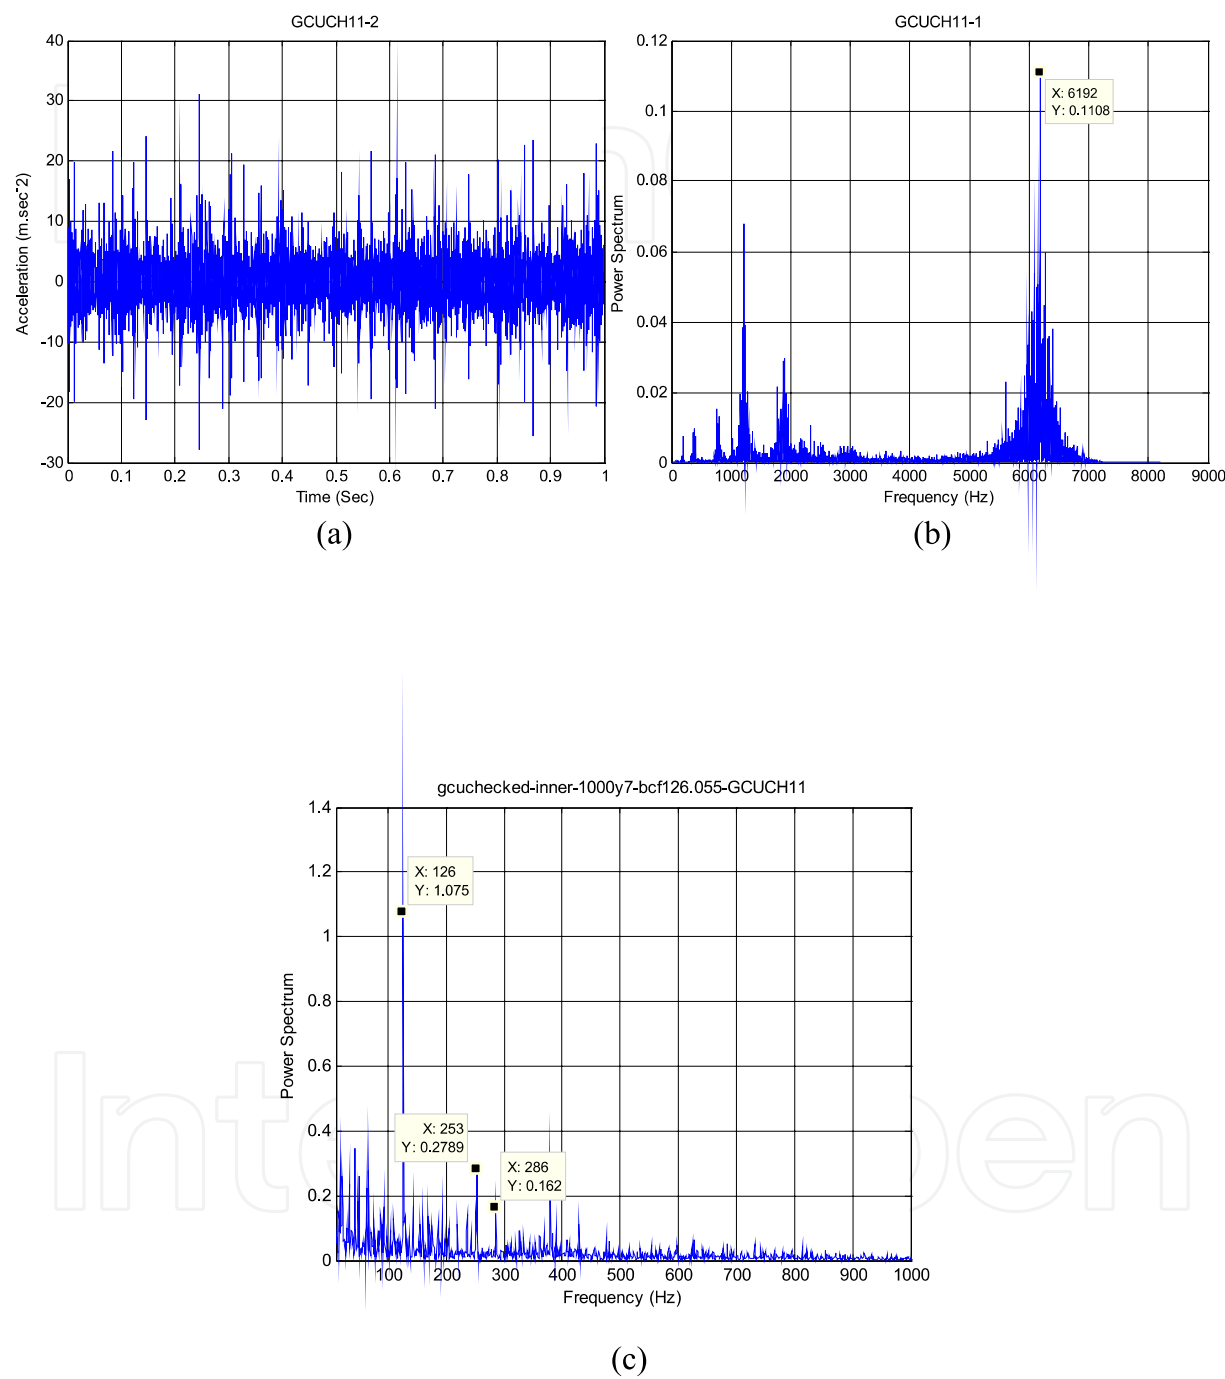 GCUCH11-2
40
30
20
10
0
-10
-20
-30
Acceleration (m.sec-2)
0 0.1 0.2 0.3 0.4 0.5 0.6 0.7 0.8 0.9 1
Time (Sec)
(a)
GCUCH11-1
0.12
0.1
0.08
0.06
0.04
0.02
0
Power Spectrum
X: 6192
Y: 0.1108
0 1000 2000 3000 4000 5000 6000 7000 8000 9000
Frequency (Hz)
(b)
gcuchecked-inner-1000y7-bcf126.055-GCUCH11
1.4
1.2
1
0.8
0.6
0.4
0.2
0
Power Spectrum
X: 126
Y: 1.075
X: 253
Y: 0.2789
X: 286
Y: 0.162
100 200 300 400 500 600 700 800 900 1000
Frequency (Hz)
(c)